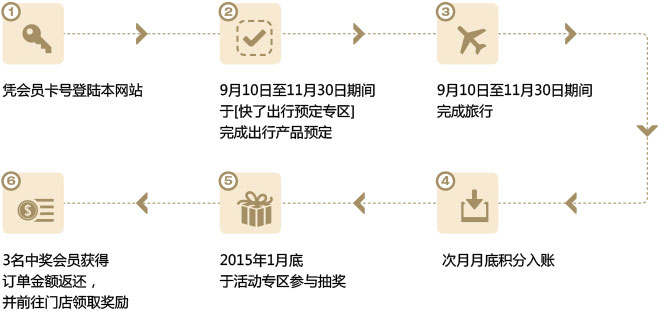 1
凭会员卡号登陆本网站
2
9月10日至11月30日期间
于[快了出行预定专区]
完成出行产品预定
3
9月10日至11月30日期间
完成旅行
4
次月月底积分入账
5
2015年1月底
于活动专区参与抽奖
6
3名中奖会员获得
订单金额返还，
并前往门店领取奖励